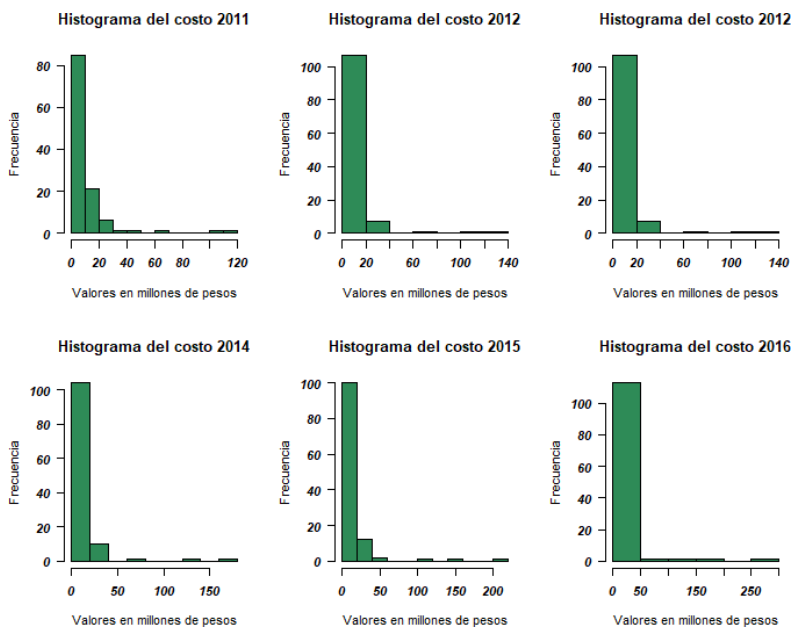 Histograma del costo 2011
80
60
40
20
0
Frecuencia
0 20 40 60 80 120
Valores en millones de pesos
Histograma del costo 2012
100
80
60
40
20
0
Frecuencia
0 20 60 100 140
Valores en millones de pesos
Histograma del costo 2012
100
80
60
40
20
0
Frecuencia
0 20 60 100 140
Valores en millones de pesos
Histograma del costo 2014
100
80
60
40
20
0
Frecuencia
0 50 100 150
Valores en millones de pesos
Histograma del costo 2015
100
80
60
40
20
0
Frecuencia
0 50 100 150 200
Valores en millones de pesos
Histograma del costo 2016
100
80
60
40
20
0
Frecuencia
0 50 150 250
Valores en millones de pesos